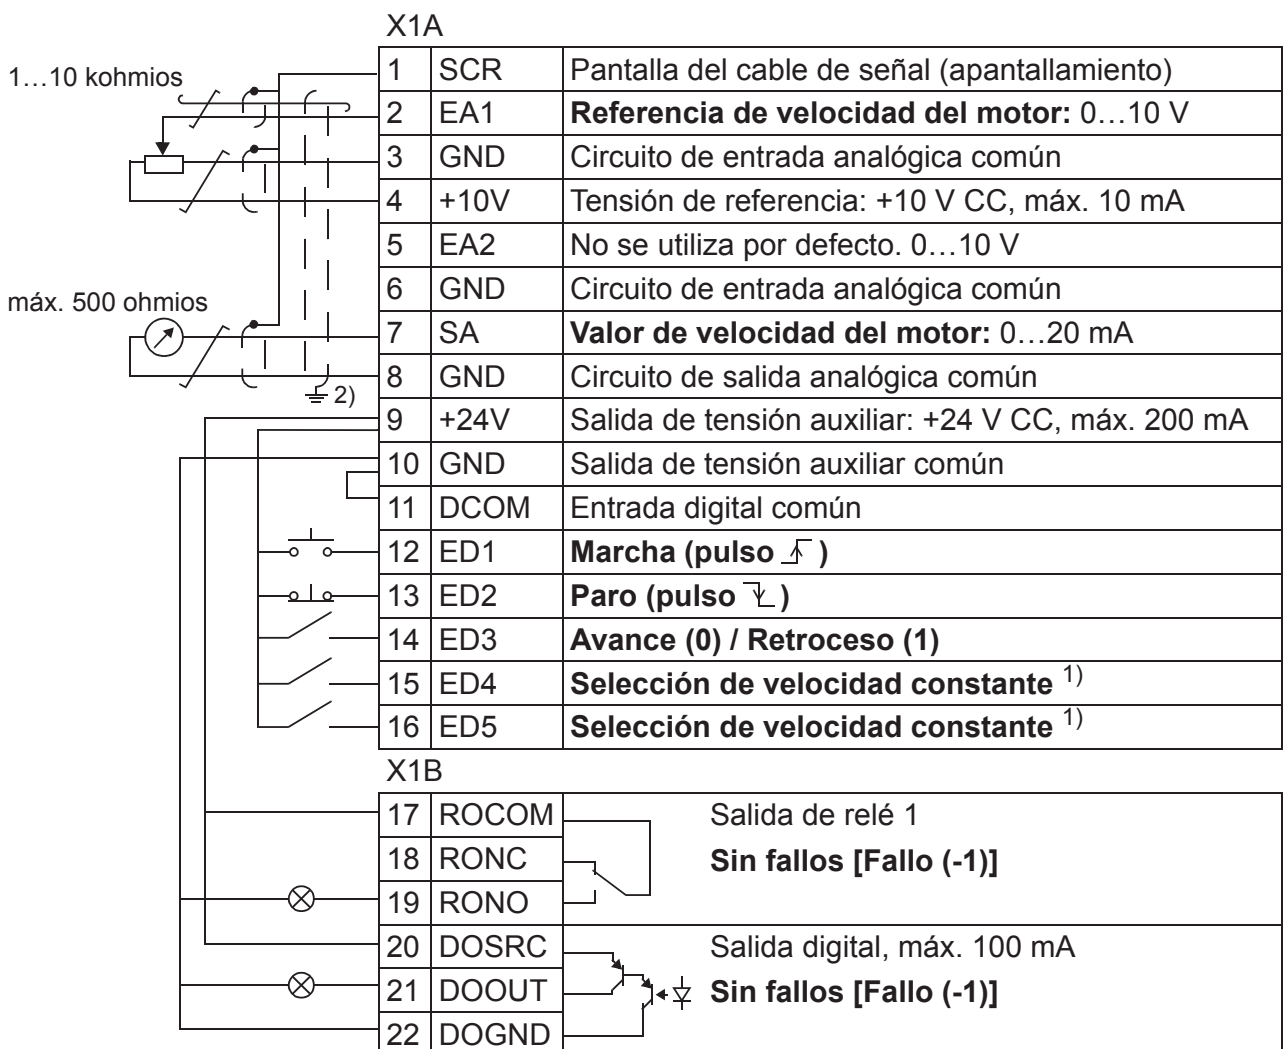 X1A
1…10 kohmios
1 SCR Pantalla del cable de señal (apantallamiento)
2 EA1 Referencia de velocidad del motor: 0…10 V
3 GND Circuito de entrada analógica común
4 +10V Tensión de referencia: +10 V CC, máx. 10 mA
5 EA2 No se utiliza por defecto. 0…10 V
6 GND Circuito de entrada analógica común
máx. 500 ohmios
7 SA Valor de velocidad del motor: 0…20 mA
8 GND Circuito de salida analógica común
2)
9 +24V Salida de tensión auxiliar: +24 V CC, máx. 200 mA
10 GND Salida de tensión auxiliar común
11 DCOM Entrada digital común
12 ED1 Marcha (pulso )
13 ED2 Paro (pulso )
14 ED3 Avance (0) / Retroceso (1)
15 ED4 Selección de velocidad constante 1)
16 ED5 Selección de velocidad constante 1)
X1B
17 ROCOM Salida de relé 1
18 RONC Sin fallos [Fallo (-1)]
19 RONO
20 DOSRC Salida digital, máx. 100 mA
21 DOOUT Sin fallos [Fallo (-1)]
22 DOGND